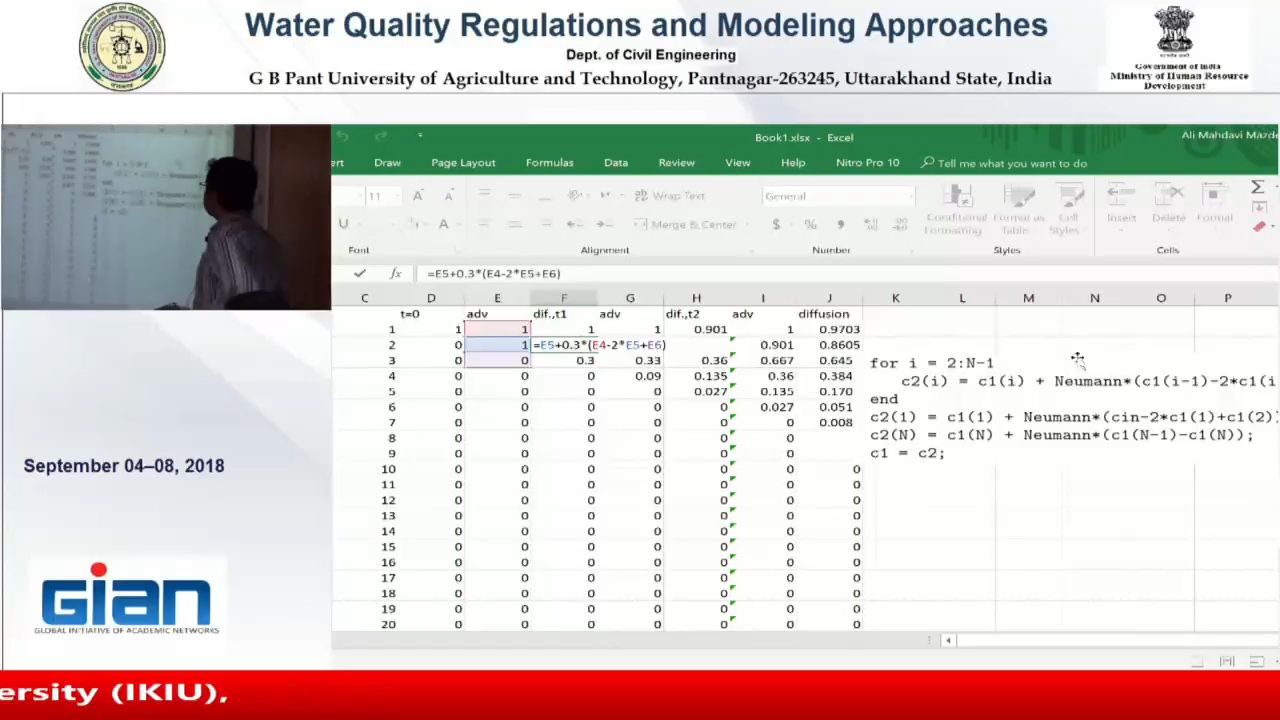 Water Quality Regulations and Modeling Approaches
Dept. of Civil Engineering
G B Pant University of Agriculture and Technology, Pantnagar-263245, Uttarakhand State, India
Government of India
Ministry of Human Resource
Development
Book1.xlsx - Excel
Ali Mahdavi Mazde
ert Draw Page Layout Formulas Data Review View Help Nitro Pro 10 Tell me what you want to do
11 A A ab Wrap Text General
U A Merge & Center $ % Conditional Formatting Format as Table Cell Styles Insert Delete Format
Font Alignment Number Styles Cells
fx =E5+0.3*(E4-2*E5+E6)
C D E F G H I J K L M N O P
t=0 adv dif.,t1 adv dif.,t2 adv diffusion
1 1 1 1 1 0.901 1 0.9703
2 0 1 =E5+0.3*(E4-2*E5+E6) 0.901 0.8605
3 0 0 0.3 0.33 0.36 0.667 0.645
4 0 0 0 0.09 0.135 0.36 0.384
5 0 0 0 0 0.027 0.135 0.170
6 0 0 0 0 0 0.027 0.051
7 0 0 0 0 0 0 0.008
8 0 0 0 0 0 0
9 0 0 0 0 0 0
10 0 0 0 0 0 0 0
11 0 0 0 0 0 0 0
12 0 0 0 0 0 0 0
13 0 0 0 0 0 0 0
14 0 0 0 0 0 0 0
15 0 0 0 0 0 0 0
16 0 0 0 0 0 0 0
17 0 0 0 0 0 0 0
18 0 0 0 0 0 0 0
19 0 0 0 0 0 0 0
20 0 0 0 0 0 0 0
for i = 2:N-1
c2(i) = c1(i) + Neumann*(c1(i-1)-2*c1(i
end
c2(1) = c1(1) + Neumann*(cin-2*c1(1)+c1(2)
c2(N) = c1(N) + Neumann*(c1(N-1)-c1(N));
c1 = c2;
September 04–08, 2018
GIAN
GLOBAL INITIATIVE OF ACADEMIC NETWORKS
ersity (IKIU),